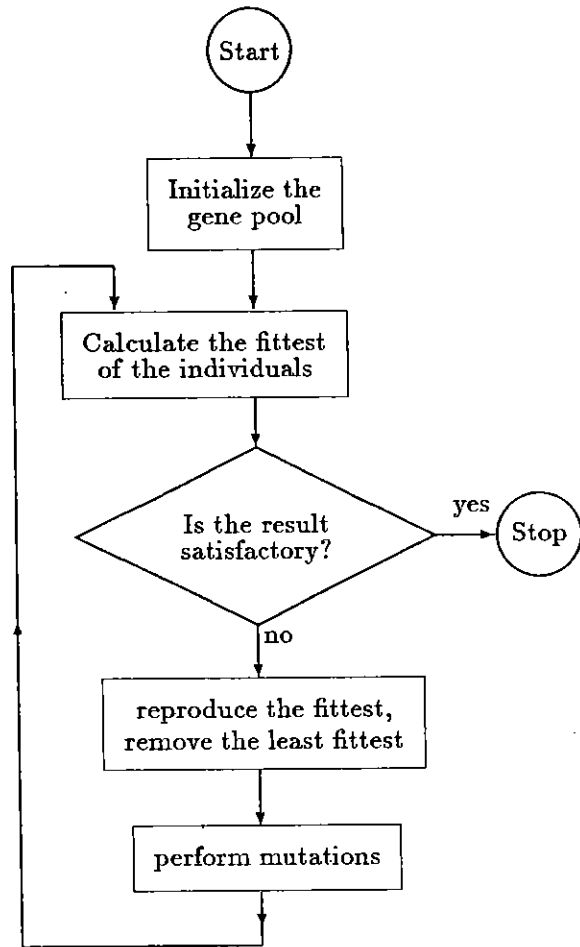 Start
Initialize the
gene pool
Calculate the fittest
of the individuals
Is the result
satisfactory?
yes
Stop
no
reproduce the fittest,
remove the least fittest
perform mutations